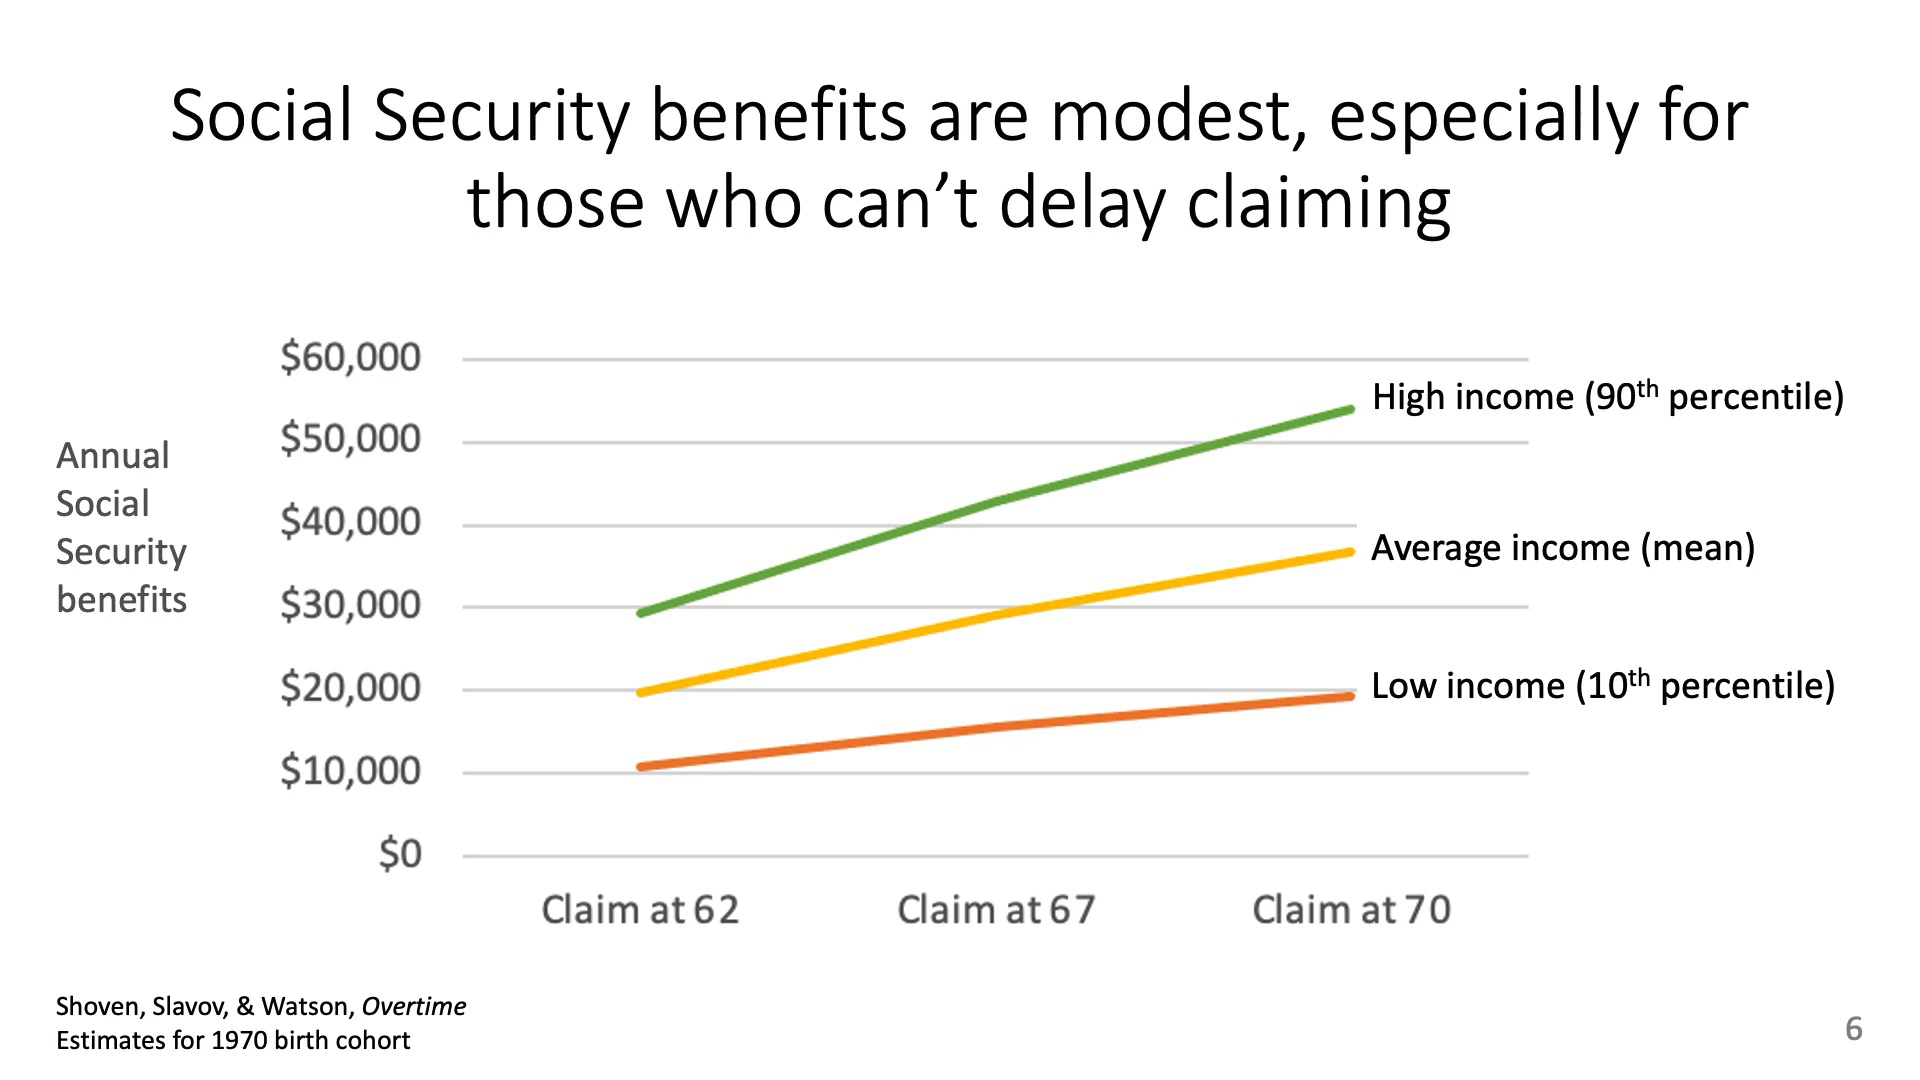 Social Security benefits are modest, especially for
those who can’t delay claiming
$60,000
$50,000
$40,000
$30,000
$20,000
$10,000
$0
Annual
Social
Security
benefits
High income (90th percentile)
Average income (mean)
Low income (10th percentile)
Claim at 62
Claim at 67
Claim at 70
Shoven, Slavov, & Watson, Overtime
Estimates for 1970 birth cohort
6